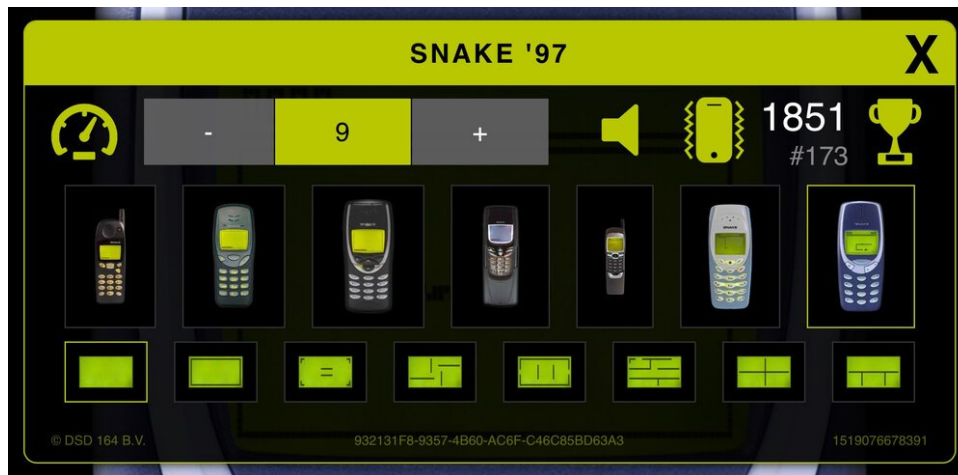 SNAKE '97
X
- 9 +
1851
#173
© DSD 164 B.V.
932131F8-9357-4B60-AC6F-C46C85BD63A3
1519076678391